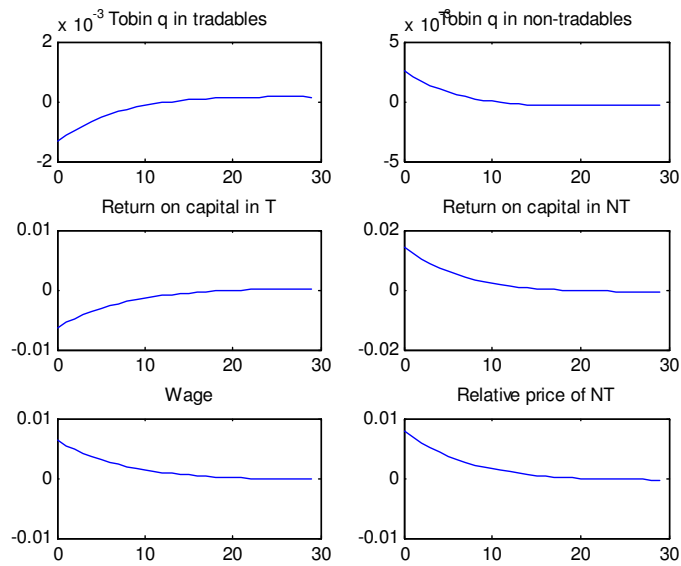 x 10⁻³ Tobin q in tradables
2
0
-2
0 10 20 30
x 10⁻³ Tobin q in non-tradables
5
0
-5
0 10 20 30
Return on capital in T
0.01
0
-0.01
0 10 20 30
Return on capital in NT
0.02
0
-0.02
0 10 20 30
Wage
0.01
0
-0.01
0 10 20 30
Relative price of NT
0.01
0
-0.01
0 10 20 30